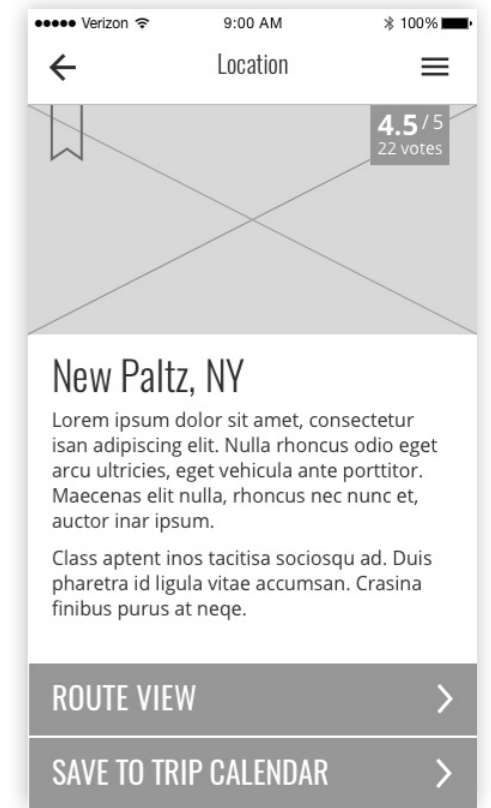 Verizon 9:00 AM 100%
Location
4.5 / 5
22 votes
New Paltz, NY
Lorem ipsum dolor sit amet, consectetur
isan adipiscing elit. Nulla rhoncus odio eget
arcu ultricies, eget vehicula ante porttitor.
Maecenas elit nulla, rhoncus nec nunc et,
auctor inar ipsum.
Class aptent inos tacitisa sociosqu ad. Duis
pharetra id ligula vitae accumsan. Crasina
finibus purus at neqe.
ROUTE VIEW
SAVE TO TRIP CALENDAR